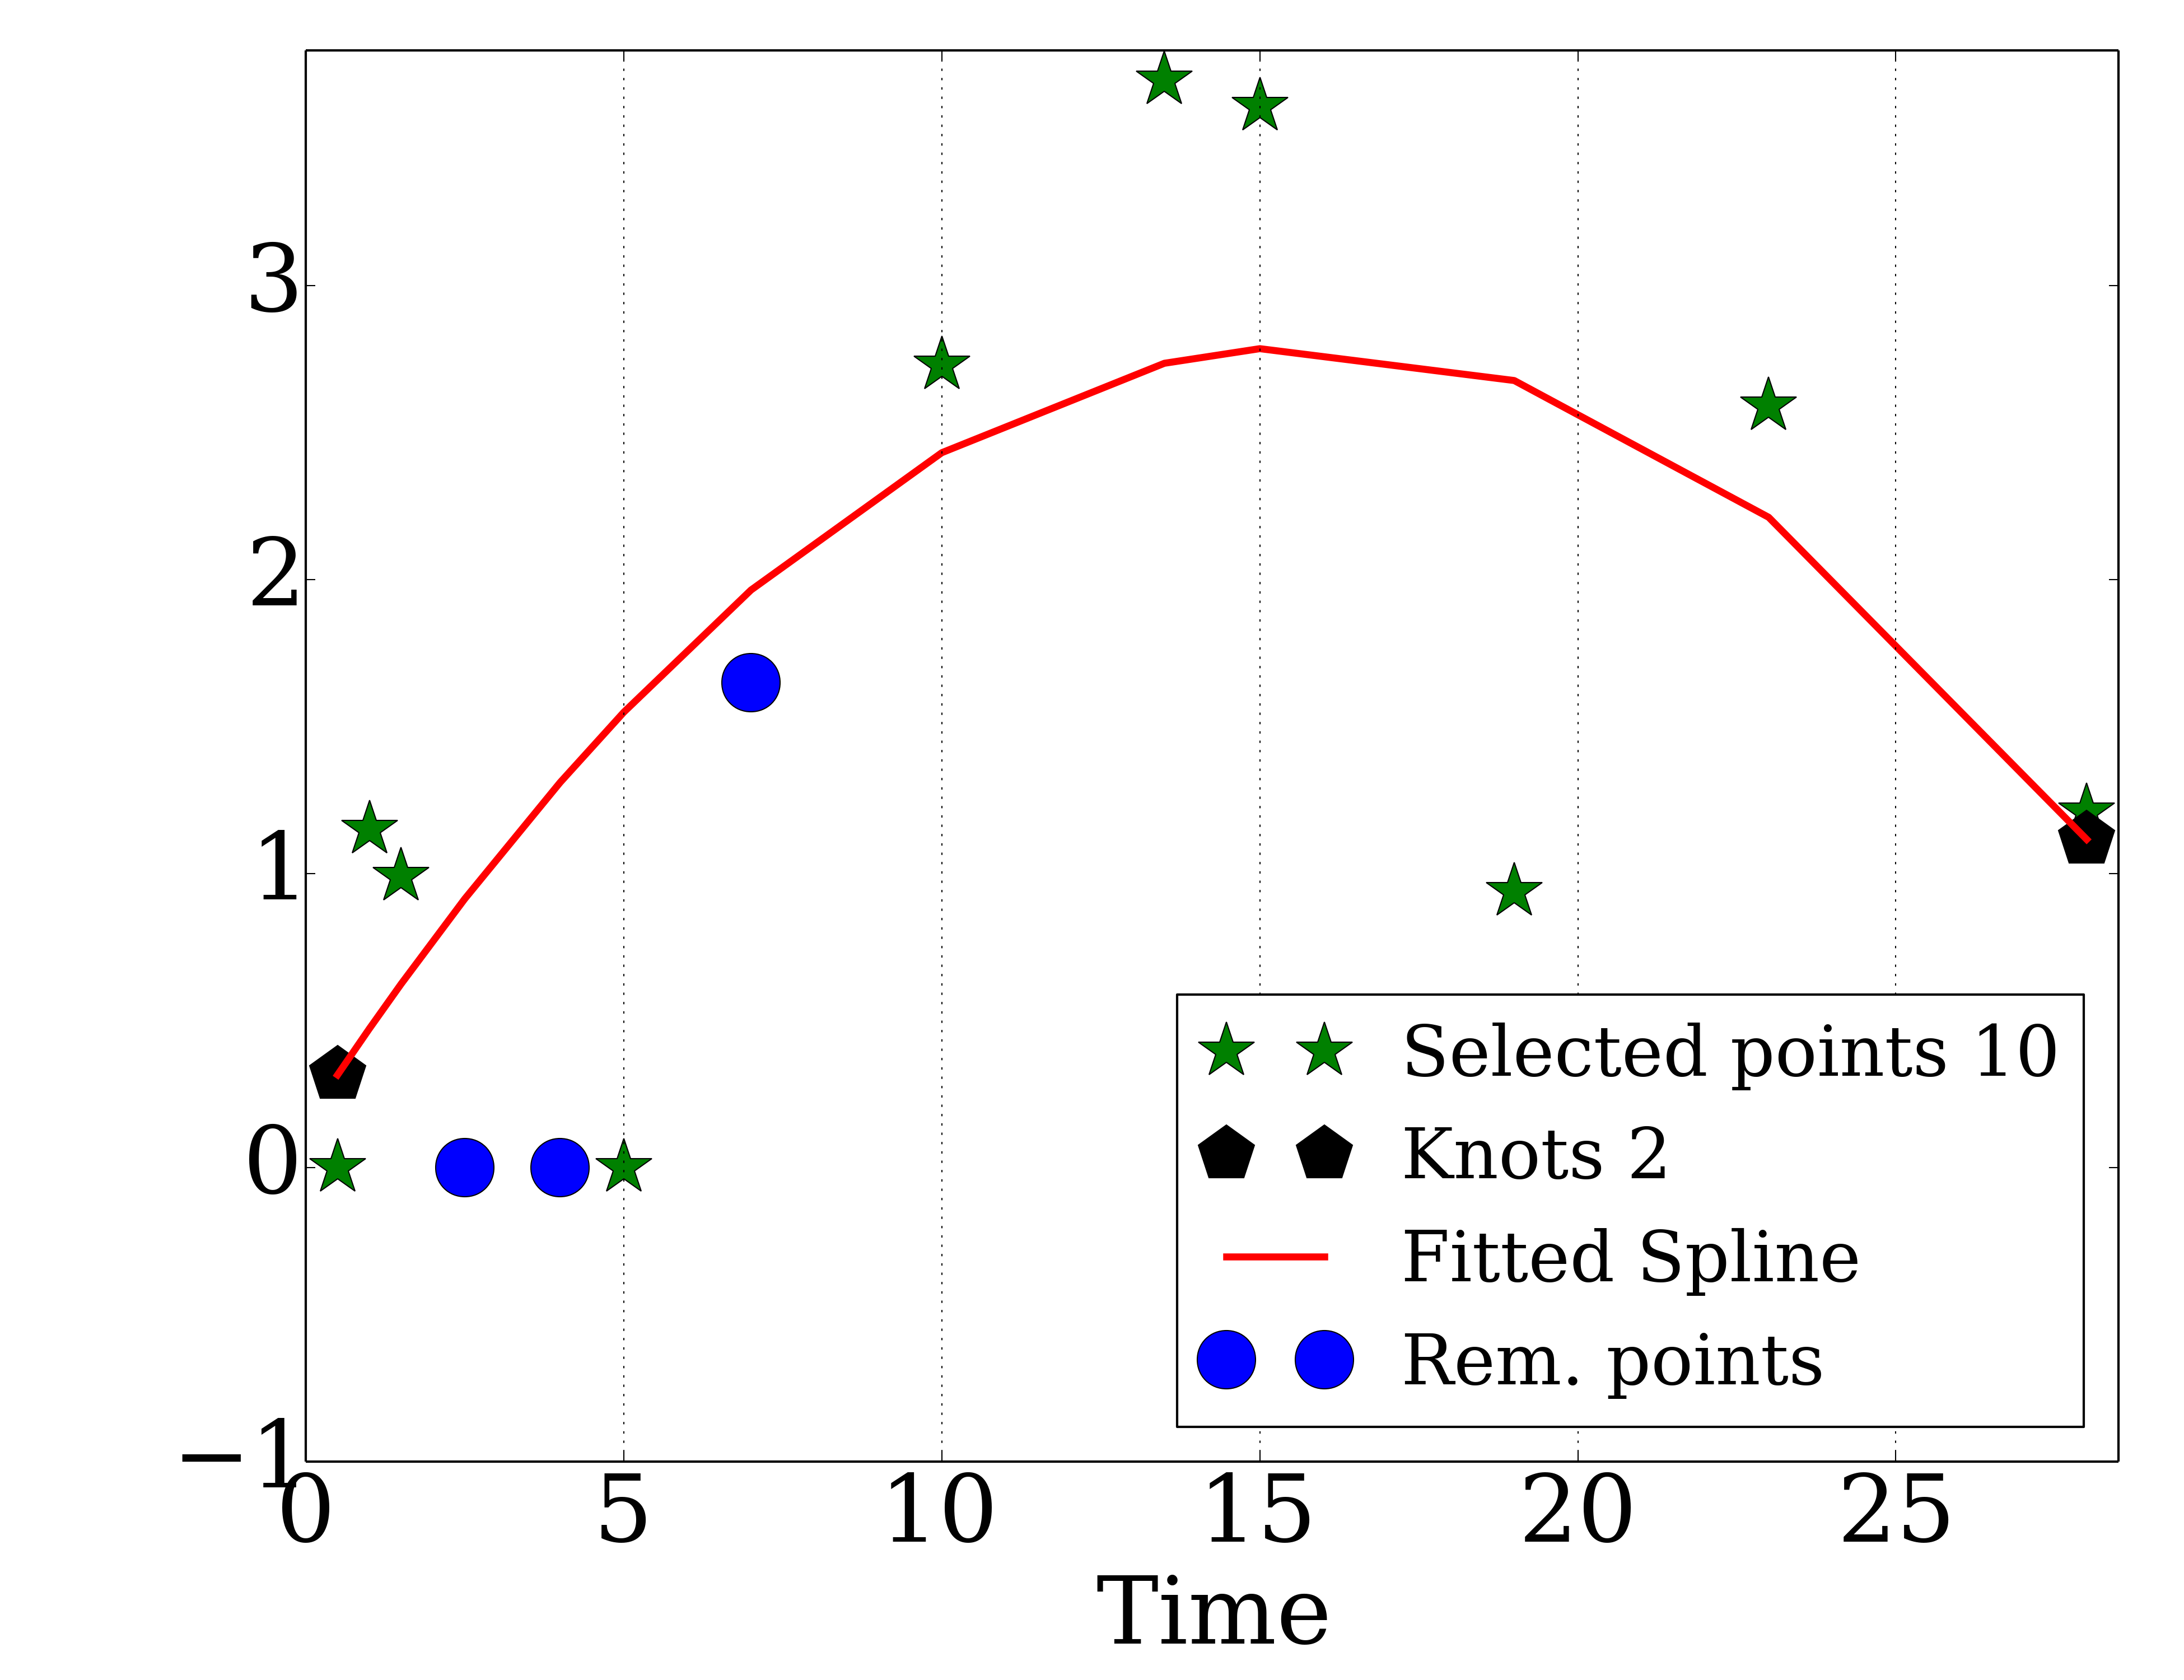 3
2
1
0
−1
0 5 10 15 20 25
Time
Selected points 10
Knots 2
Fitted Spline
Rem. points